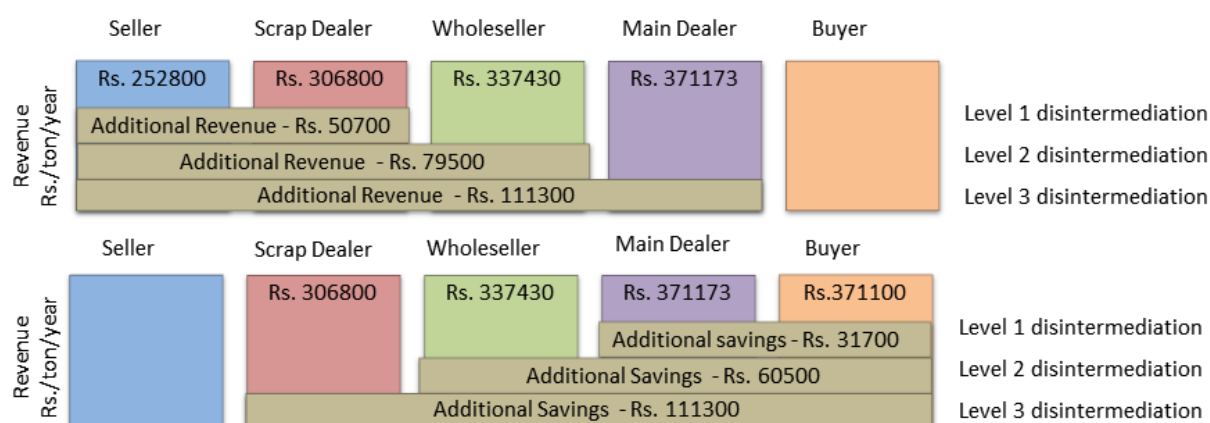 Seller Scrap Dealer Wholeseller Main Dealer Buyer
Revenue
Rs./ton/year
Rs. 252800 Rs. 306800 Rs. 337430 Rs. 371173
Additional Revenue - Rs. 50700 Level 1 disintermediation
Additional Revenue - Rs. 79500 Level 2 disintermediation
Additional Revenue - Rs. 111300 Level 3 disintermediation
Seller Scrap Dealer Wholeseller Main Dealer Buyer
Revenue
Rs./ton/year
Rs. 306800 Rs. 337430 Rs. 371173 Rs.371100
Additional savings - Rs. 31700 Level 1 disintermediation
Additional Savings - Rs. 60500 Level 2 disintermediation
Additional Savings - Rs. 111300 Level 3 disintermediation